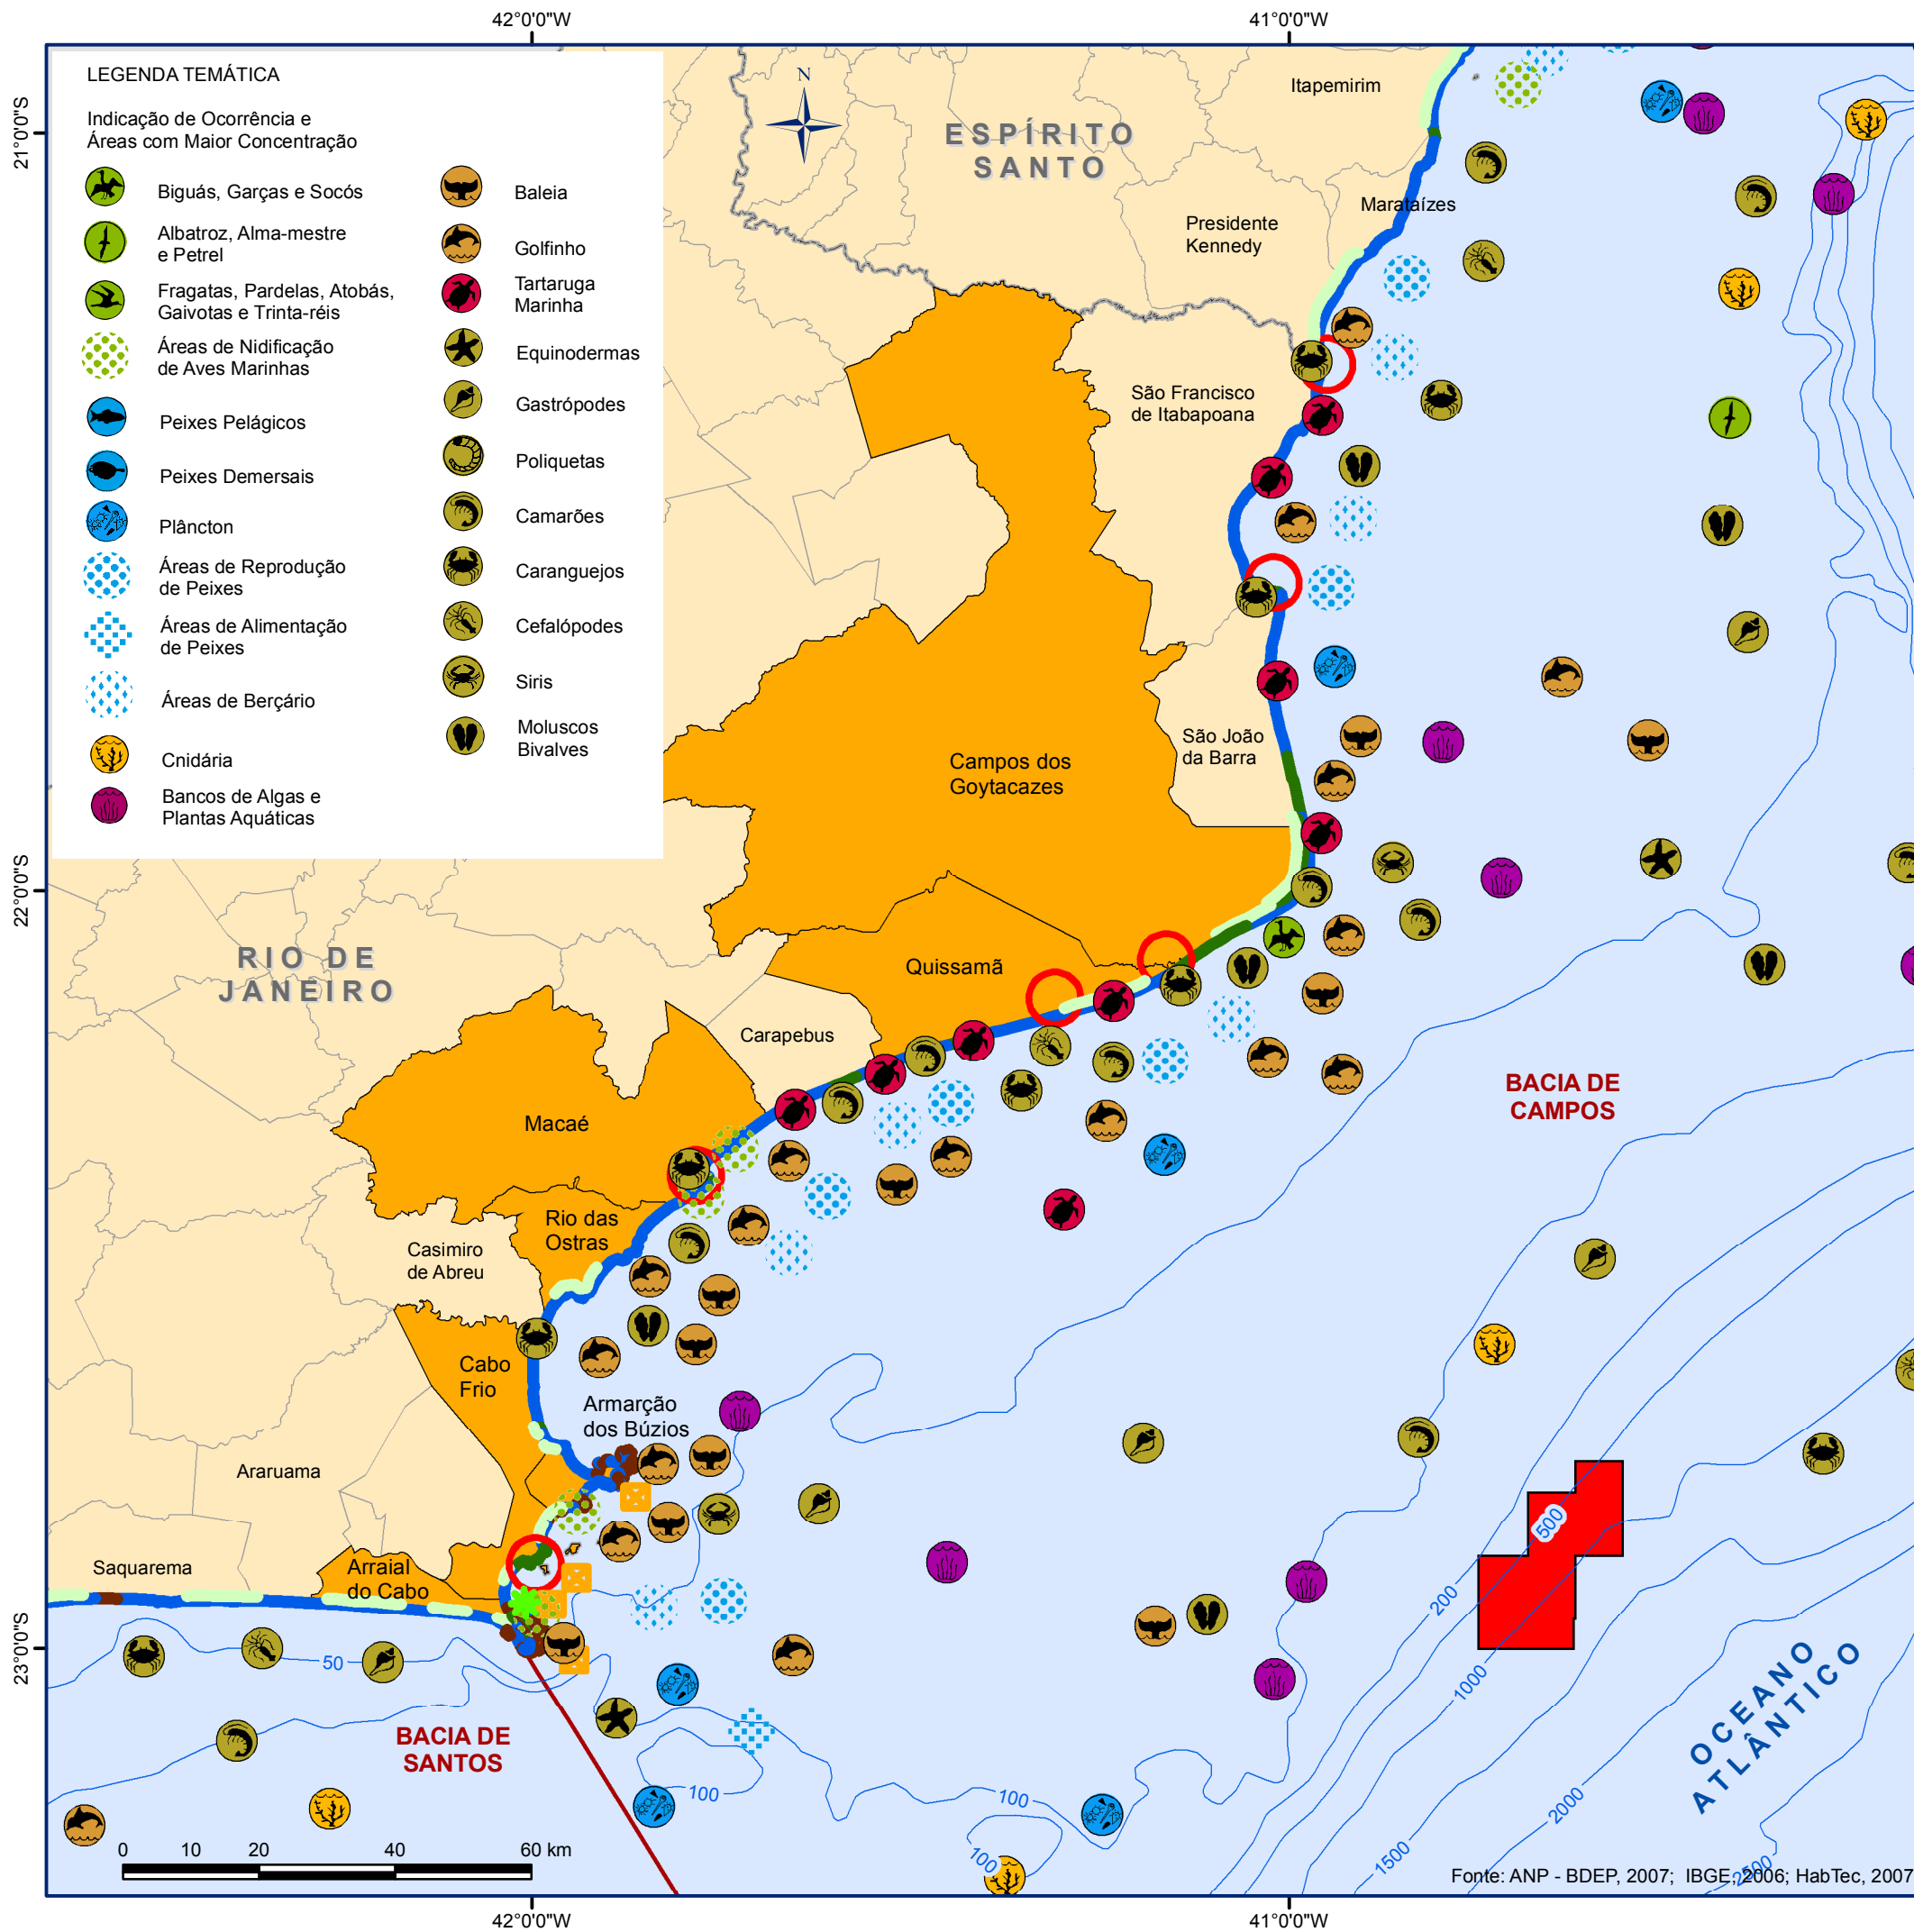 42°0'0"W
41°0'0"W
21°0'0"S
22°0'0"S
23°0'0"S
LEGENDA TEMÁTICA
Indicação de Ocorrência e
Áreas com Maior Concentração
Biguás, Garças e Socós
Albatroz, Alma-mestre
e Petrel
Fragatas, Pardelas, Atobás,
Gaivotas e Trinta-réis
Áreas de Nidificação
de Aves Marinhas
Peixes Pelágicos
Peixes Demersais
Plâncton
Áreas de Reprodução
de Peixes
Áreas de Alimentação
de Peixes
Áreas de Berçário
Cnidária
Bancos de Algas e
Plantas Aquáticas
Baleia
Golfinho
Tartaruga
Marinha
Equinodermas
Gastrópodes
Poliquetas
Camarões
Caranguejos
Cefalópodes
Siris
Moluscos
Bivalves
N
ESPÍRITO
SANTO
Itapemirim
Marataízes
Presidente
Kennedy
São Francisco
de Itabapoana
São João
da Barra
Campos dos
Goytacazes
RIO DE
JANEIRO
Quissamã
Carapebus
Macaé
Rio das
Ostras
Casimiro
de Abreu
Cabo
Frio
Armarção
dos Búzios
Araruama
Saquarema
Arraial
do Cabo
BACIA DE
CAMPOS
BACIA DE
SANTOS
OCEANO
ATLÂNTICO
50
100
100
100
200
500
1000
1500
2000
2500
0 10 20 40 60 km
Fonte: ANP - BDEP, 2007; IBGE, 2006; HabTec, 2007
42°0'0"W
41°0'0"W